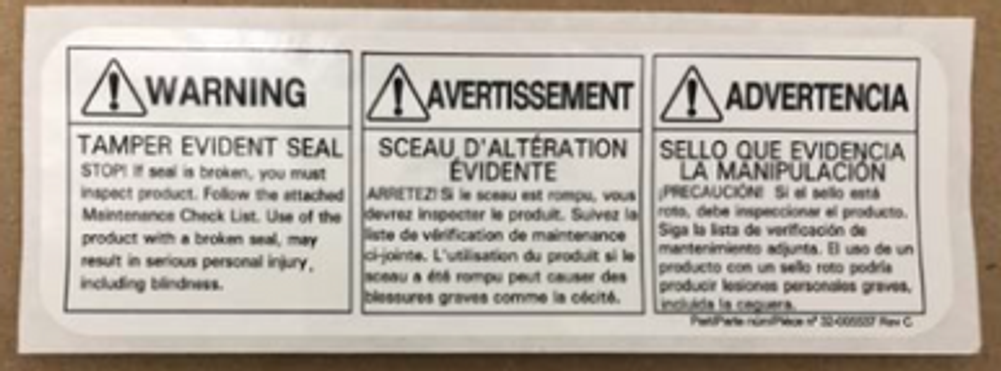 WARNING
TAMPER EVIDENT SEAL
STOP! If seal is broken, you must
inspect product. Follow the attached
Maintenance Check List. Use of the
product with a broken seal, may
result in serious personal injury,
including blindness.
AVERTISSEMENT
SCEAU D'ALTÉRATION
ÉVIDENTE
ARRETEZ! Si le sceau est rompu, vous
devrez inspecter le produit. Suivez la
liste de vérification de maintenance
ci-jointe. L'utilisation du produit si le
sceau a été rompu peut causer des
blessures graves comme la cécité.
ADVERTENCIA
SELLO QUE EVIDENCIA
LA MANIPULACIÓN
¡PRECAUCIÓN! Si el sello está
roto, debe inspeccionar el producto.
Siga la lista de verificación de
mantenimiento adjunta. El uso de un
producto con un sello roto podría
producir lesiones personales graves,
incluida la ceguera.
Part/Parte núm/Pièce nº Rev C